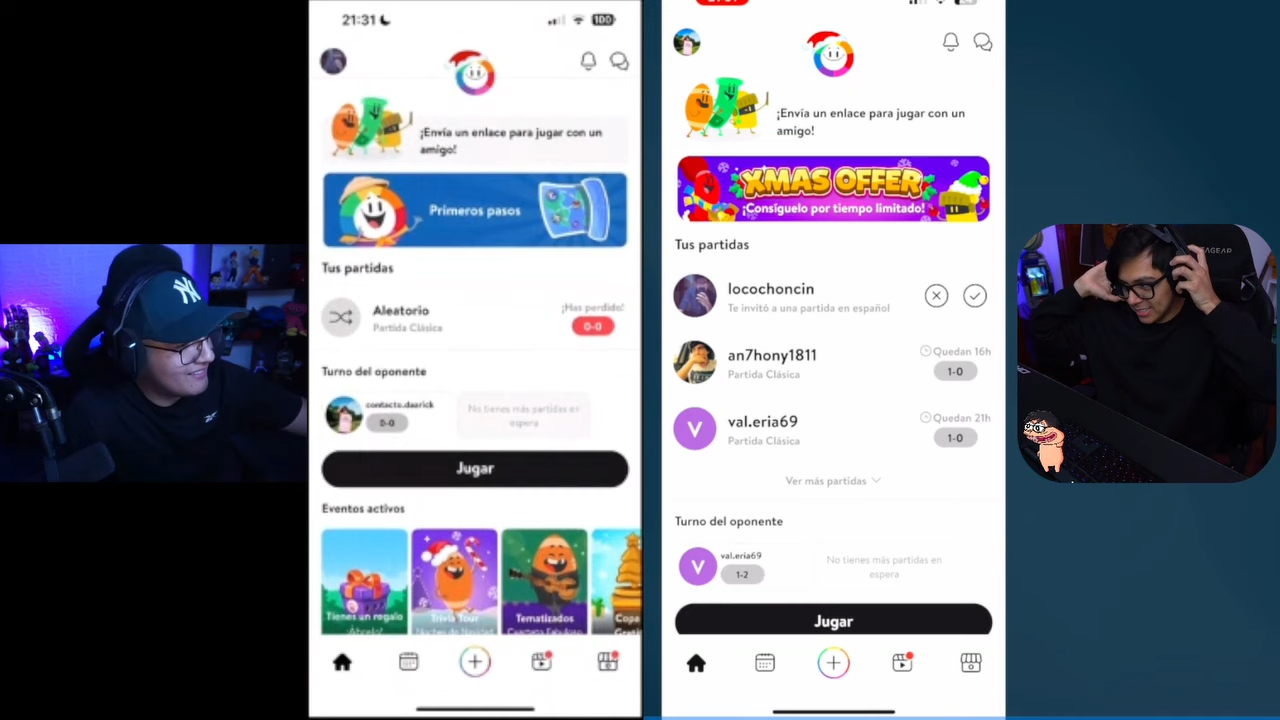 21:31
100
¡Envía un enlace para jugar con un
amigo!
Primeros pasos
Tus partidas
Aleatorio
Partida Clásica
¡Has perdido!
0-0
Turno del oponente
contacto.daarick
0-0
No tienes más partidas en
espera
Jugar
Eventos activos
Tienes un regalo
¡Ábrelo!
Trivia Tour
Noches de Navidad
Tematizados
Copa
¡Envía un enlace para jugar con un
amigo!
XMAS OFFER
¡Consíguelo por tiempo limitado!
Tus partidas
locochoncin
Te invitó a una partida en español
an7hony1811
Partida Clásica
Quedan 16h
1-0
V
val.eria69
Partida Clásica
Quedan 21h
1-0
Ver más partidas
Turno del oponente
V
val.eria69
1-2
No tienes más partidas en
espera
Jugar
NY